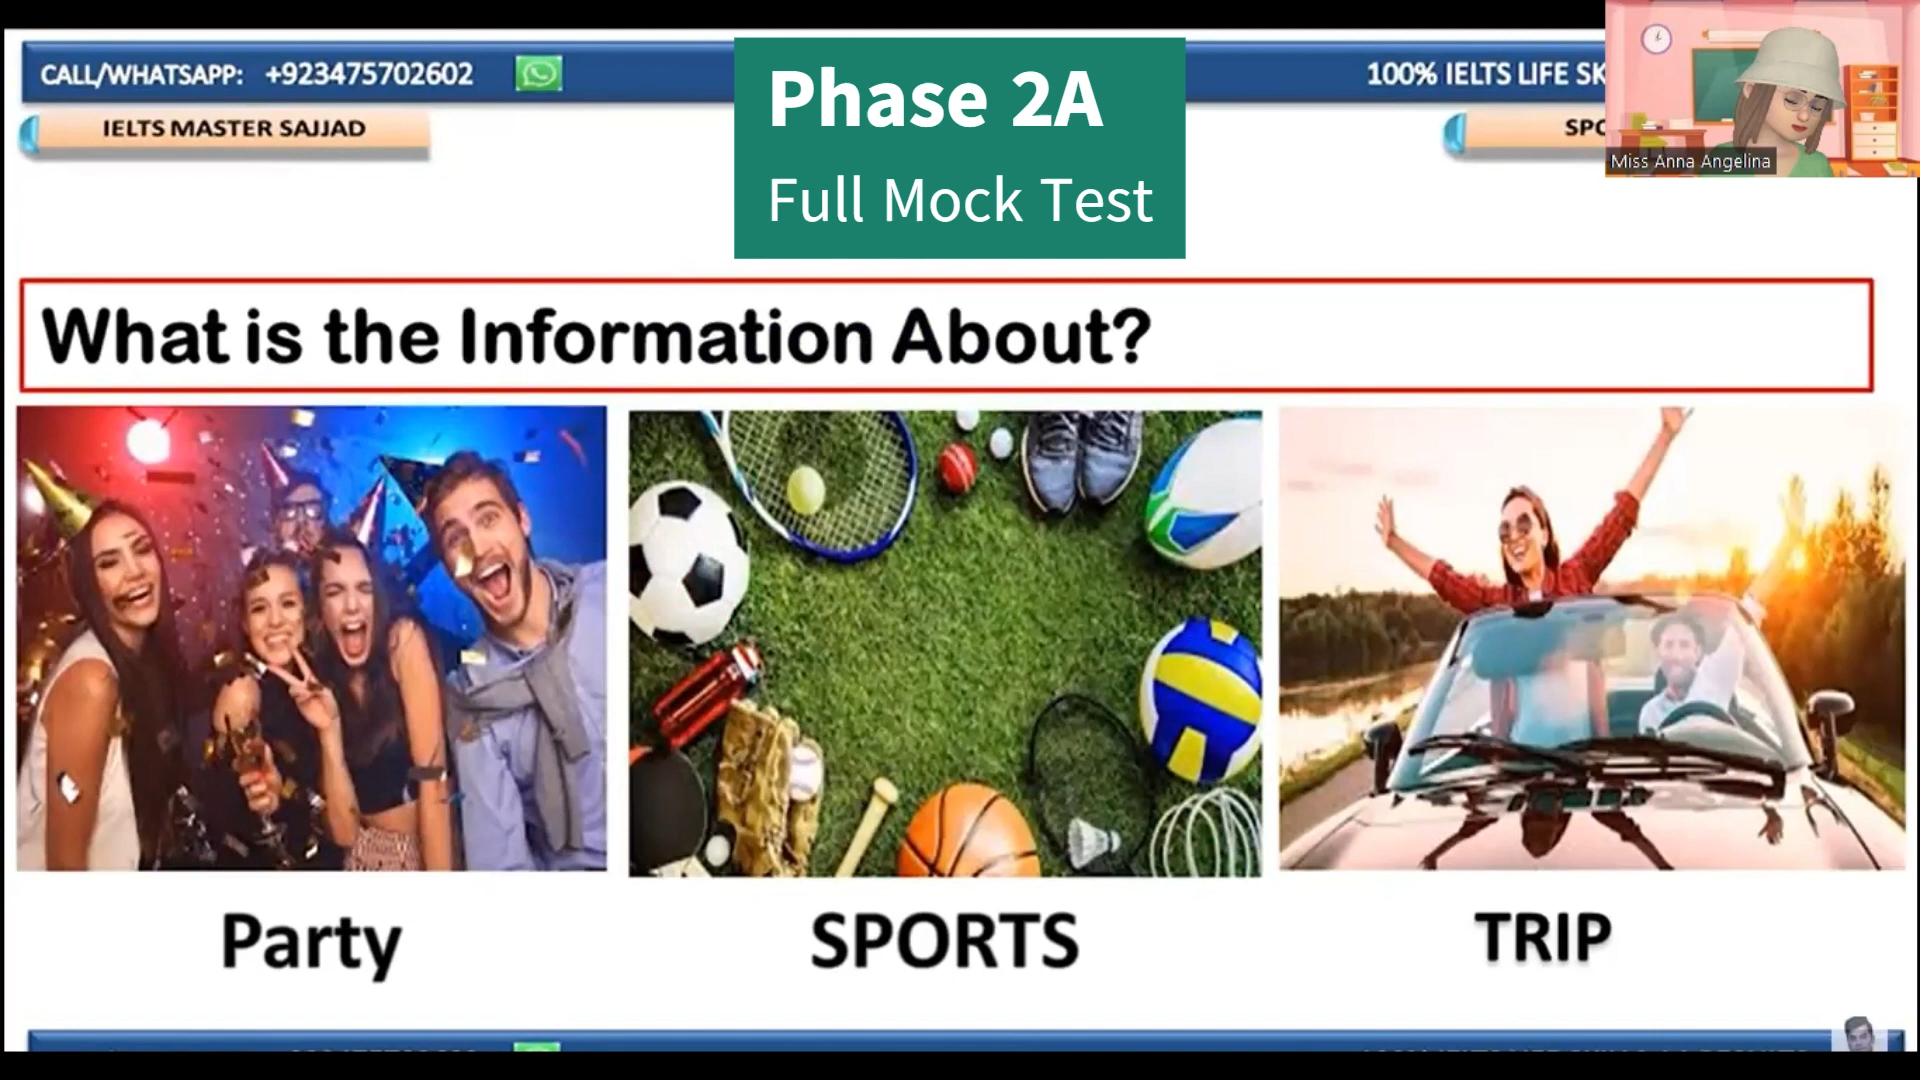 CALL/WHATSAPP: +923475702602
100% IELTS LIFE SK
IELTS MASTER SAJJAD
SPO
Phase 2A
Full Mock Test
Miss Anna Angelina
What is the Information About?
Party
SPORTS
TRIP